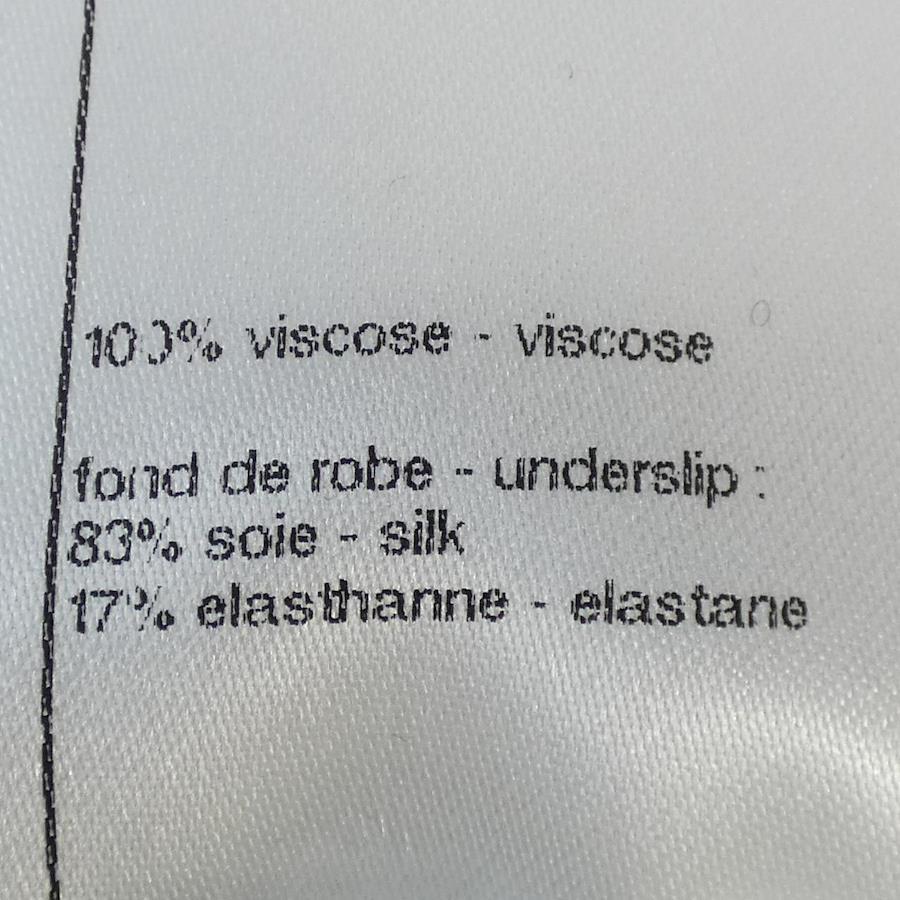 100% viscose - viscose
fond de robe - underslip :
83% soie - silk
17% elasthanne - elastane